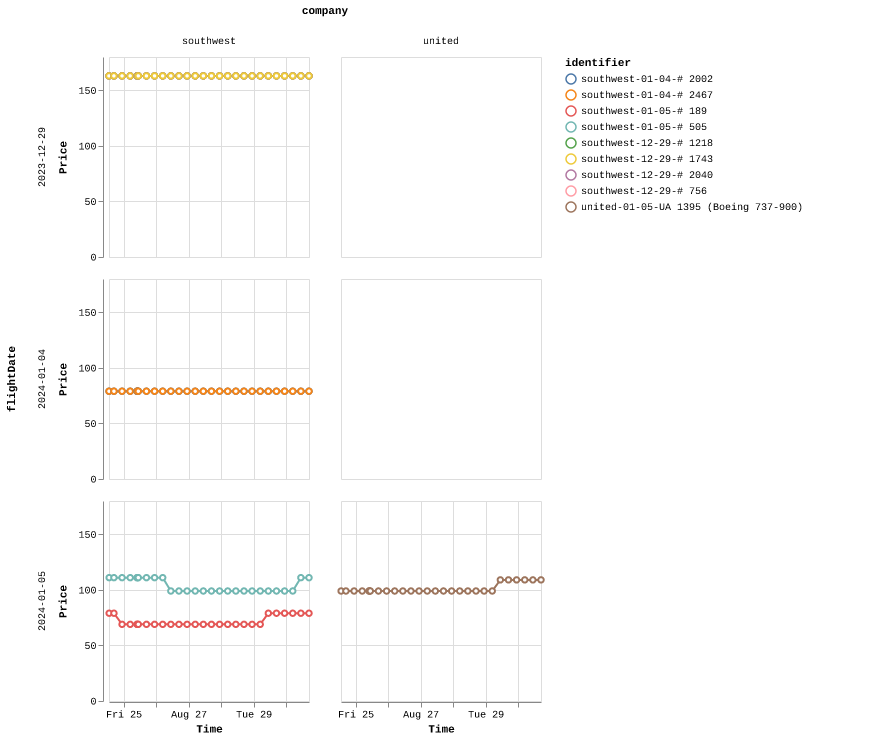 company
southwest
united
identifier
southwest-01-04-# 2002
southwest-01-04-# 2467
southwest-01-05-# 189
southwest-01-05-# 505
southwest-12-29-# 1218
southwest-12-29-# 1743
southwest-12-29-# 2040
southwest-12-29-# 756
united-01-05-UA 1395 (Boeing 737-900)
flightDate
2023-12-29
Price
150
100
50
0
2024-01-04
Price
150
100
50
0
2024-01-05
Price
150
100
50
0
Fri 25 Aug 27 Tue 29
Time
Fri 25 Aug 27 Tue 29
Time